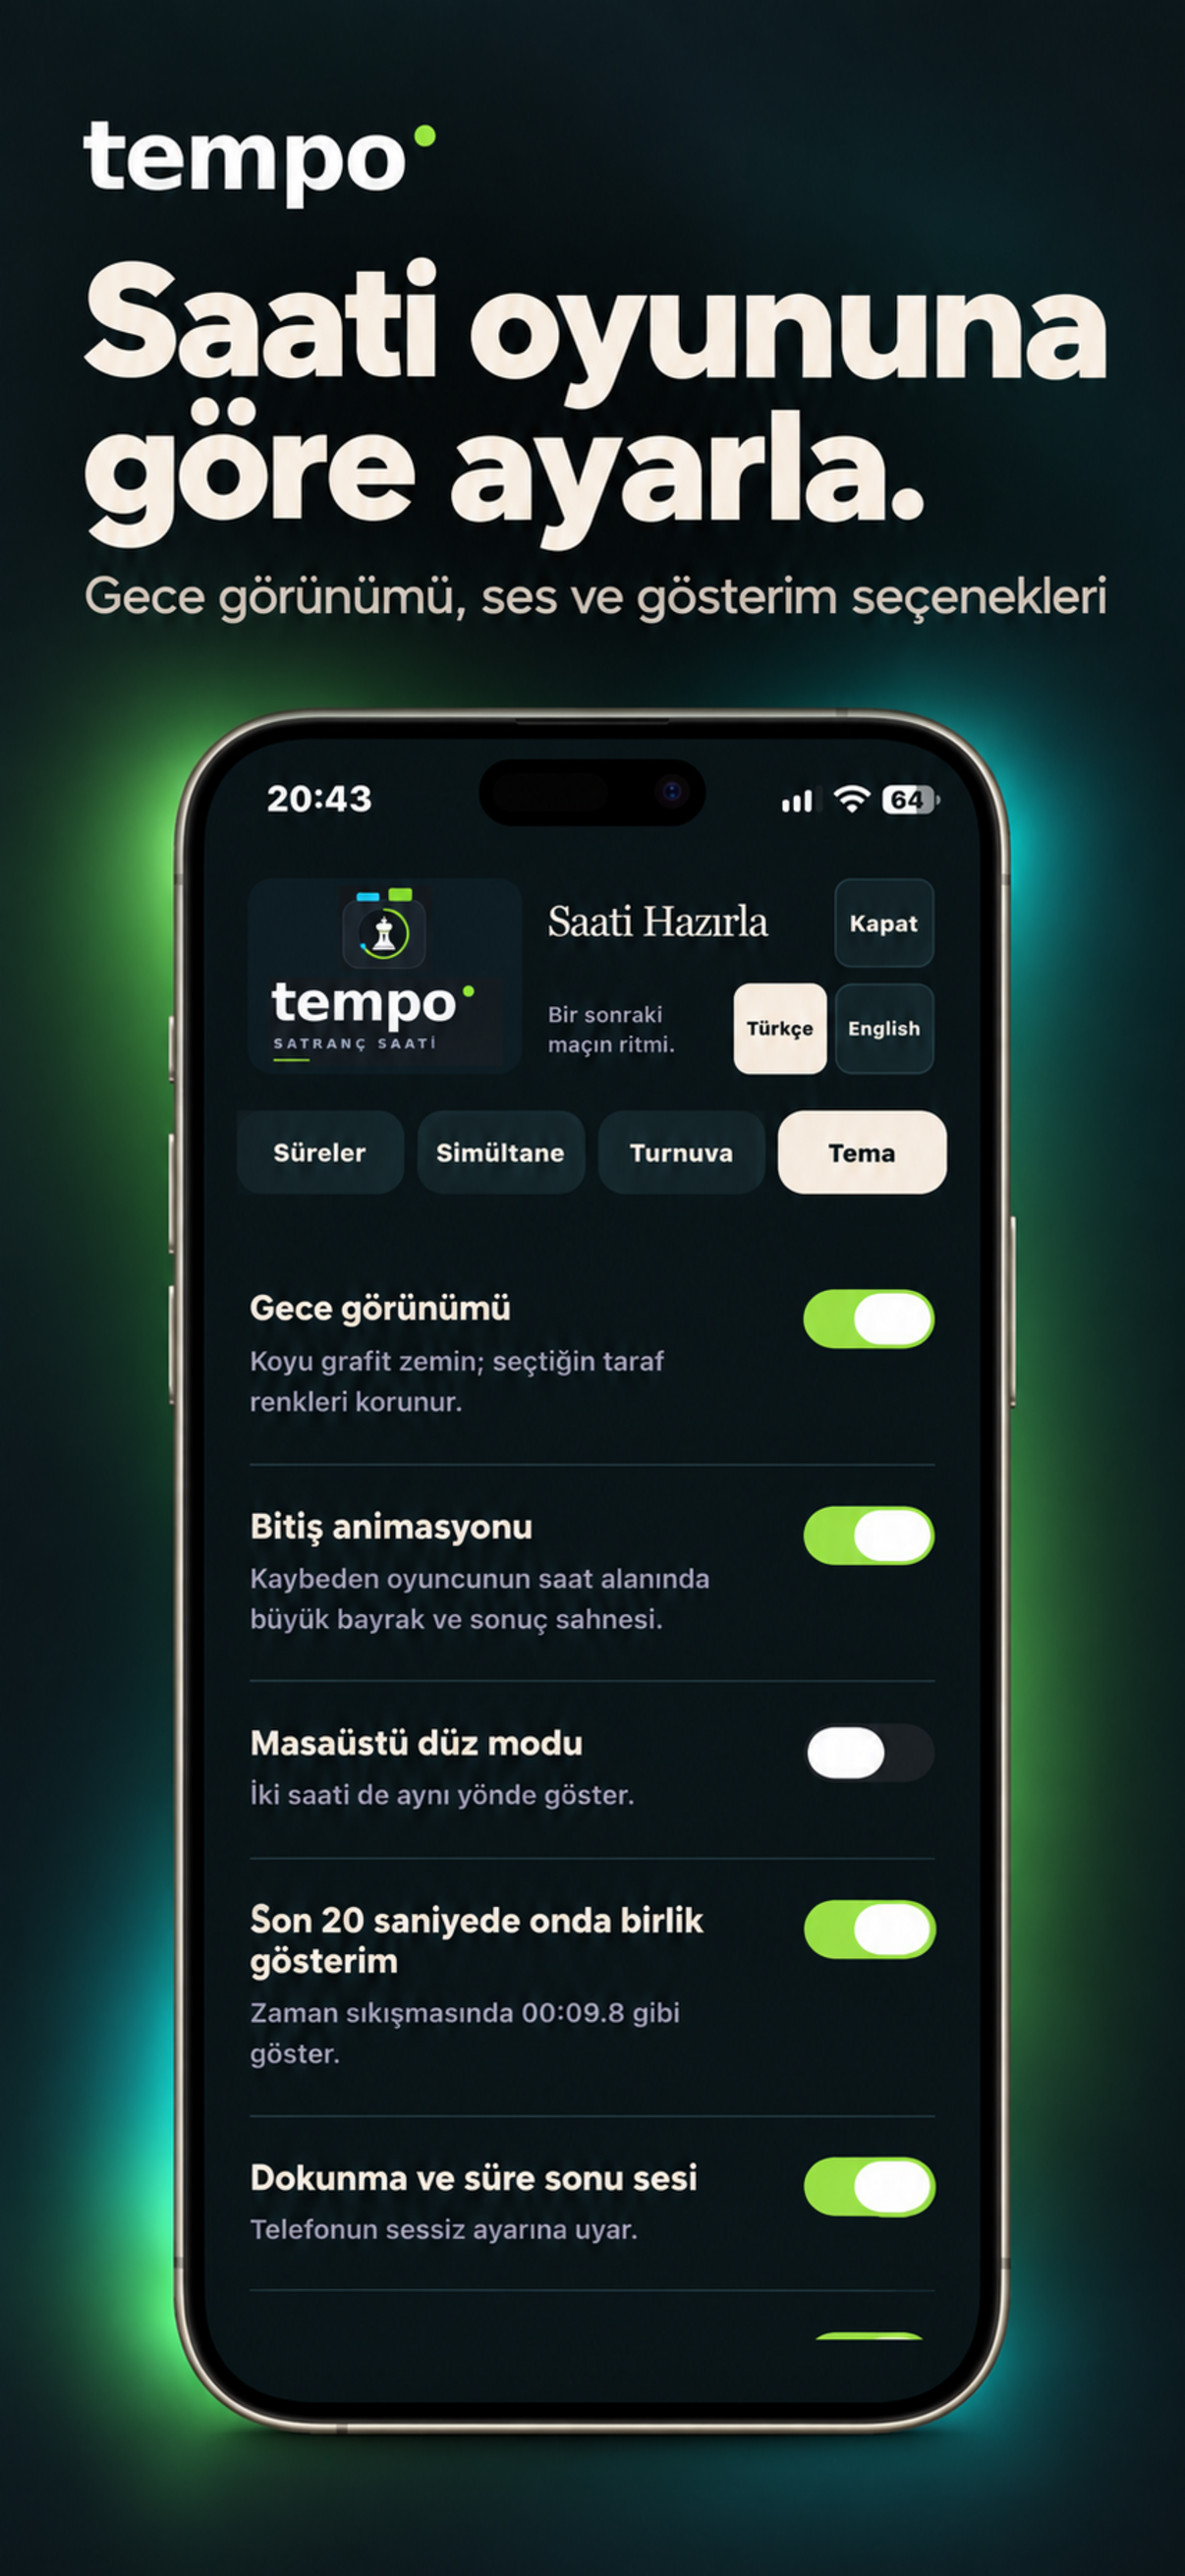 tempo
Saati oyununa
göre ayarla.
Gece görünümü, ses ve gösterim seçenekleri
20:43
64
tempo
SATRANÇ SAATİ
Saati Hazırla
Kapat
Bir sonraki
maçın ritmi.
Türkçe
English
Süreler
Simültane
Turnuva
Tema
Gece görünümü
Koyu grafit zemin; seçtiğin taraf
renkleri korunur.
Bitiş animasyonu
Kaybeden oyuncunun saat alanında
büyük bayrak ve sonuç sahnesi.
Masaüstü düz modu
İki saati de aynı yönde göster.
Son 20 saniyede onda birlik
gösterim
Zaman sıkışmasında 00:09.8 gibi
göster.
Dokunma ve süre sonu sesi
Telefonun sessiz ayarına uyar.